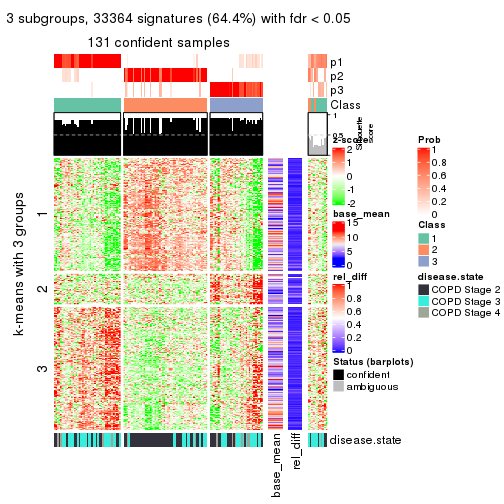 3 subgroups, 33364 signatures (64.4%) with fdr < 0.05
131 confident samples
p1
p2
p3
Class
1
0.5
Silhouette
score
k-means with 3 groups
1
2
3
disease.state
base_mean
rel_diff
z-score
2
1
0
-1
-2
base_mean
15
10
5
0
rel_diff
1
0.8
0.6
0.4
0.2
0
Status (barplots)
confident
ambiguous
Prob
1
0.8
0.6
0.4
0.2
0
Class
1
2
3
disease.state
COPD Stage 2
COPD Stage 3
COPD Stage 4